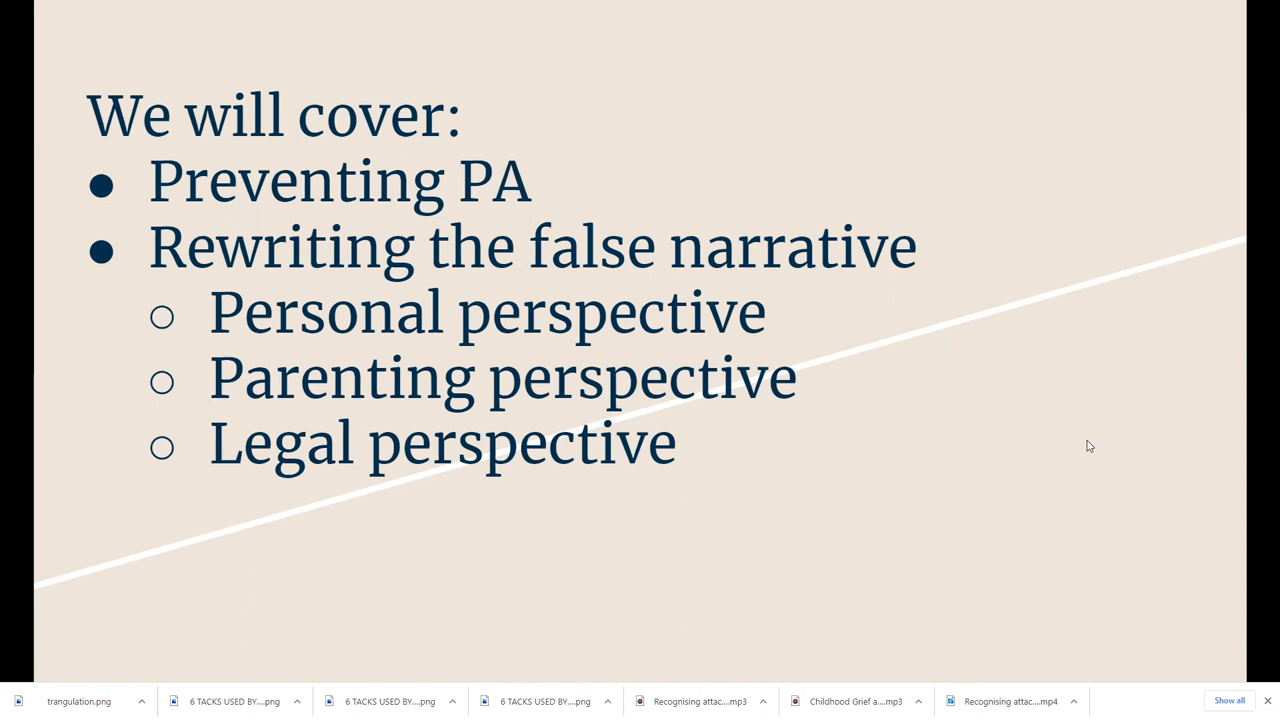 We will cover:
● Preventing PA
● Rewriting the false narrative
○ Personal perspective
○ Parenting perspective
○ Legal perspective
trangulation.png
6 TACKS USED BY....png
6 TACKS USED BY....png
6 TACKS USED BY....png
Recognising attac....mp3
Childhood Grief a....mp3
Recognising attac....mp4
Show all